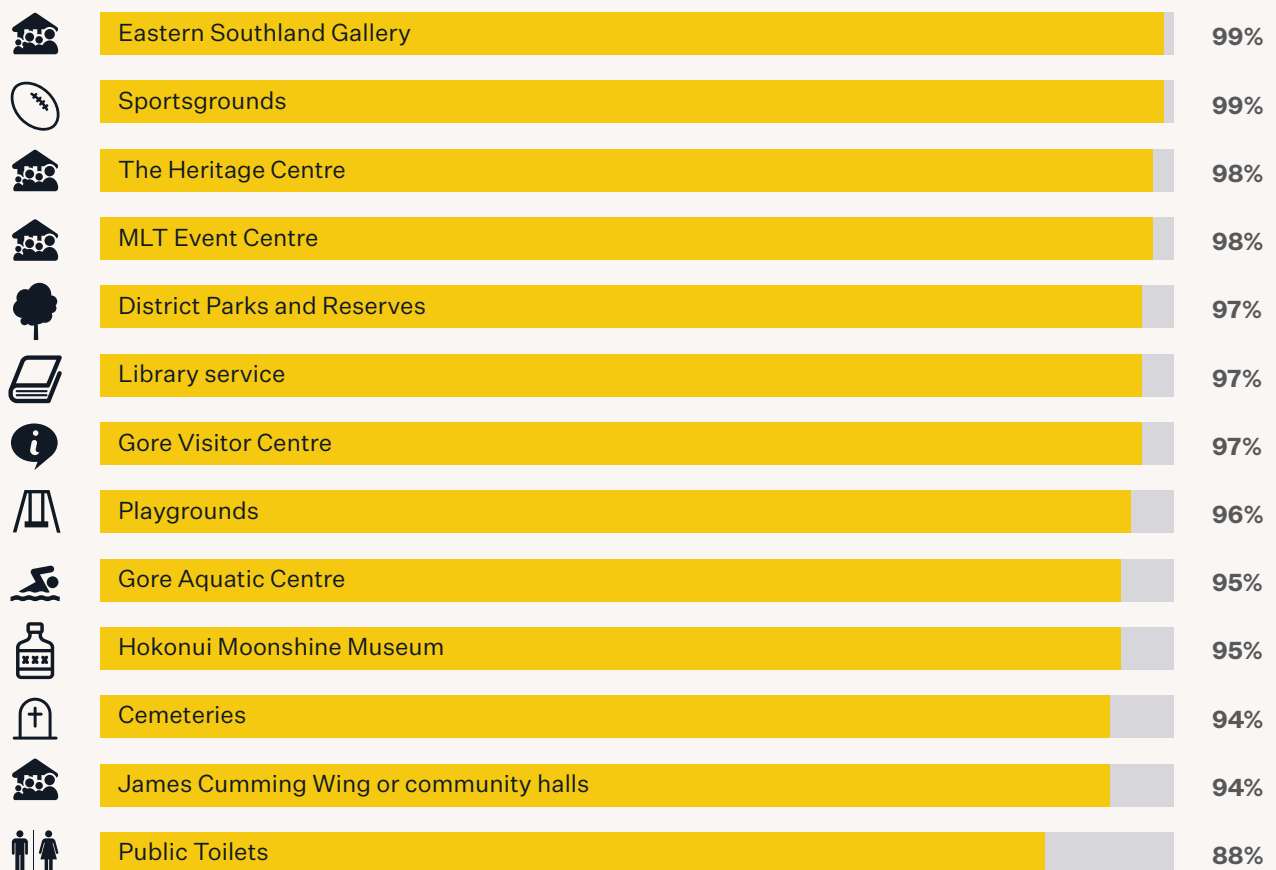 Eastern Southland Gallery 99%
Sportsgrounds 99%
The Heritage Centre 98%
MLT Event Centre 98%
District Parks and Reserves 97%
Library service 97%
Gore Visitor Centre 97%
Playgrounds 96%
Gore Aquatic Centre 95%
Hokonui Moonshine Museum 95%
Cemeteries 94%
James Cumming Wing or community halls 94%
Public Toilets 88%